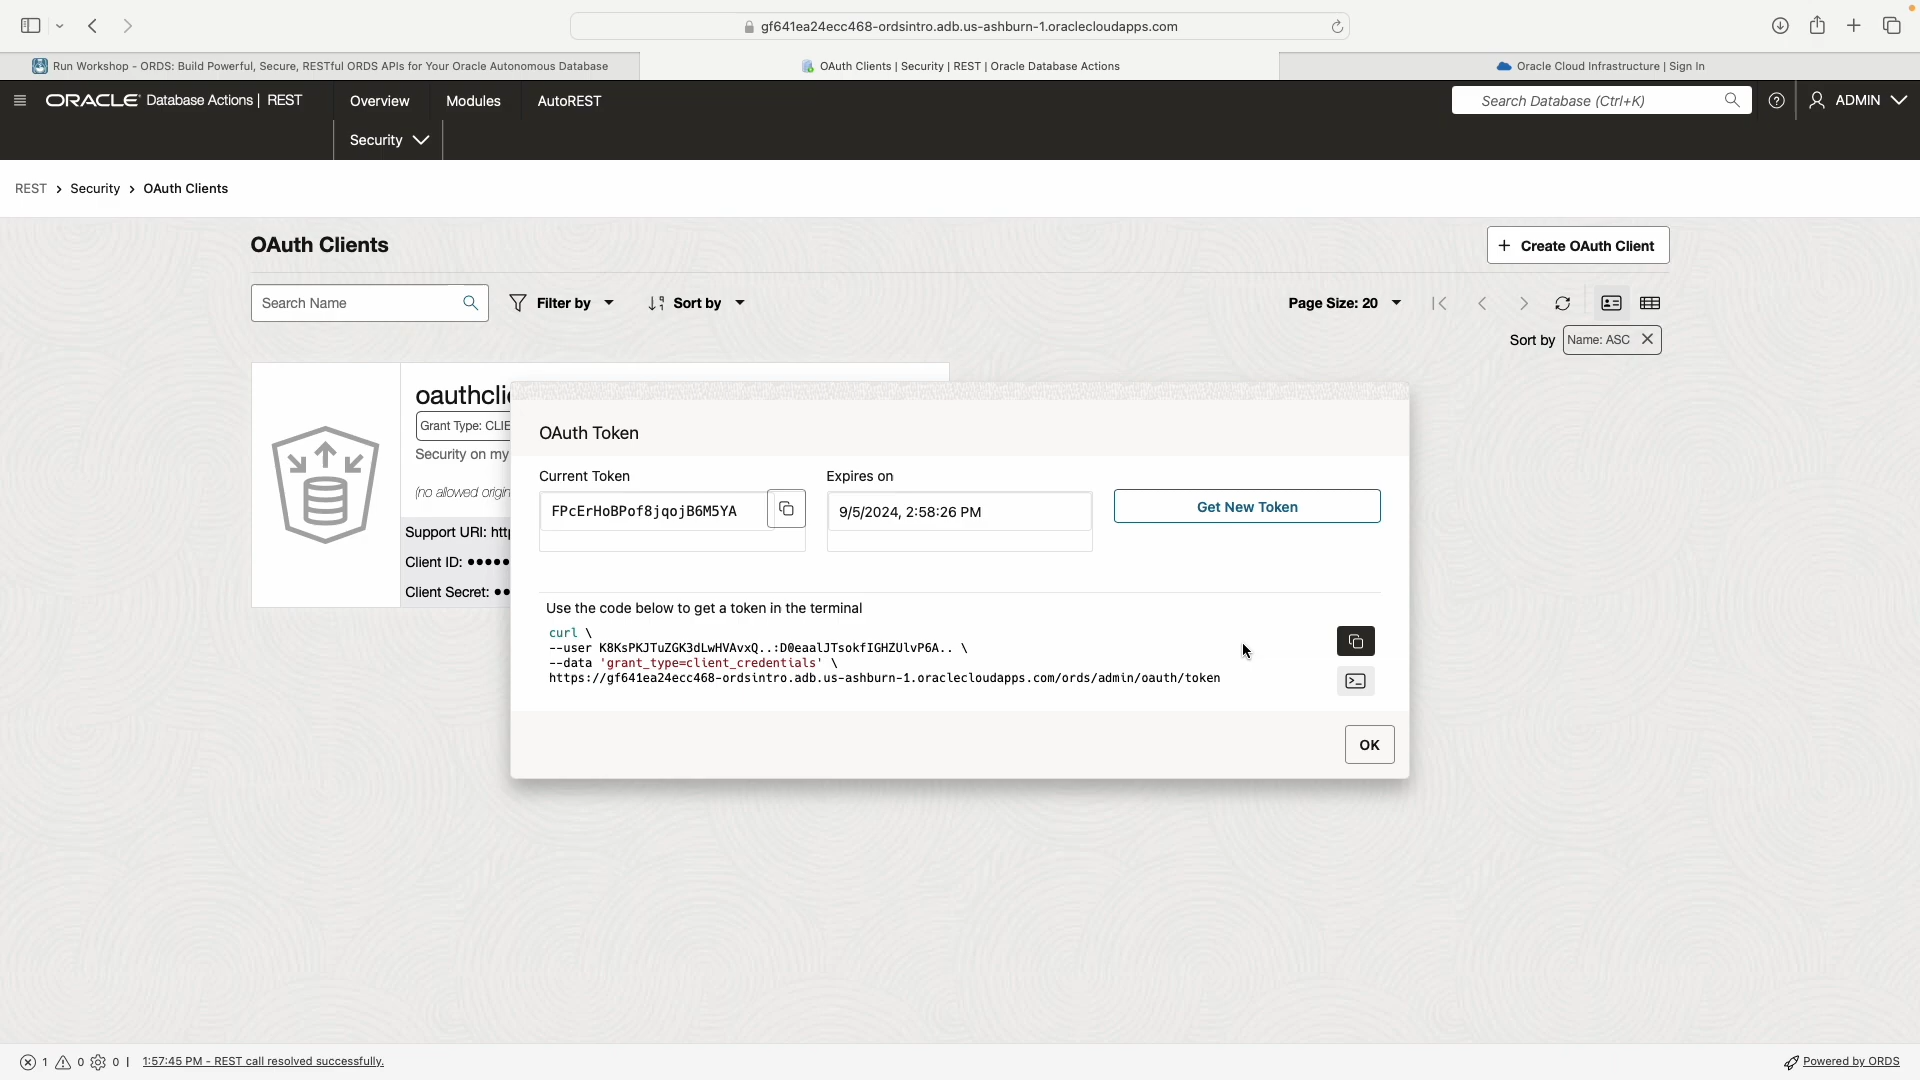 gf641ea24ecc468-ordsintro.adb.us-ashburn-1.oraclecloudapps.com
Run Workshop - ORDS: Build Powerful, Secure, RESTful ORDS APIs for Your Oracle Autonomous Database
OAuth Clients | Security | REST | Oracle Database Actions
Oracle Cloud Infrastructure | Sign In
ORACLE Database Actions | REST
Overview
Modules
AutoREST
Search Database (Ctrl+K)
ADMIN
Security
REST > Security > OAuth Clients
OAuth Clients
+ Create OAuth Client
Search Name
Filter by
Sort by
Page Size: 20
Sort by Name: ASC
oauthcli
Grant Type: CLIE
Security on my
(no allowed origin
Support URI: http
Client ID: •••••
Client Secret: ••
OAuth Token
Current Token
Expires on
FPcErHoBPof8jqojB6M5YA
9/5/2024, 2:58:26 PM
Get New Token
Use the code below to get a token in the terminal
curl \
--user K8KsPKJTuZGK3dLwHVAvxQ..:D0eaalJTsokfIGHZUlvP6A.. \
--data 'grant_type=client_credentials' \
https://gf641ea24ecc468-ordsintro.adb.us-ashburn-1.oraclecloudapps.com/ords/admin/oauth/token
OK
1 0 0 | 1:57:45 PM - REST call resolved successfully.
Powered by ORDS